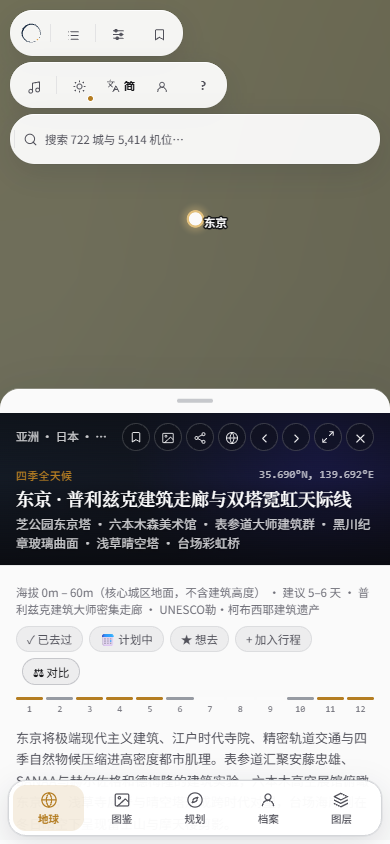 简
?
搜索 722 城与 5,414 机位…
东京
亚洲 • 日本 • …
四季全天候
35.690°N, 139.692°E
东京 · 普利兹克建筑走廊与双塔霓虹天际线
芝公园东京塔 • 六本木森美术馆 • 表参道大师建筑群 • 黑川纪
章玻璃曲面 • 浅草晴空塔 • 台场彩虹桥
海拔 0m – 60m（核心城区地面，不含建筑高度） • 建议 5–6 天 • 普
利兹克建筑大师密集走廊 • UNESCO勒·柯布西耶建筑遗产
✓ 已去过
计划中
★ 想去
+ 加入行程
对比
1 2 3 4 5 6 7 8 9 10 11 12
东京将极端现代主义建筑、江户时代寺院、精密轨道交通与四
季自然物候压缩进高密度都市肌理。表参道汇聚安藤忠雄、
地球
图鉴
规划
档案
图层